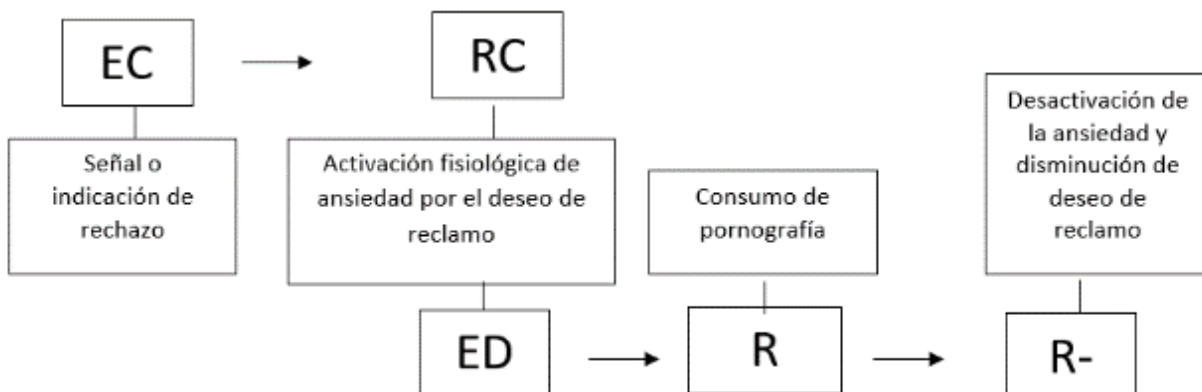 EC
RC
Señal o
indicación de
rechazo
Activación fisiológica de
ansiedad por el deseo de
reclamo
Consumo de
pornografía
Desactivación de
la ansiedad y
disminución de
deseo de
reclamo
ED
R
R-